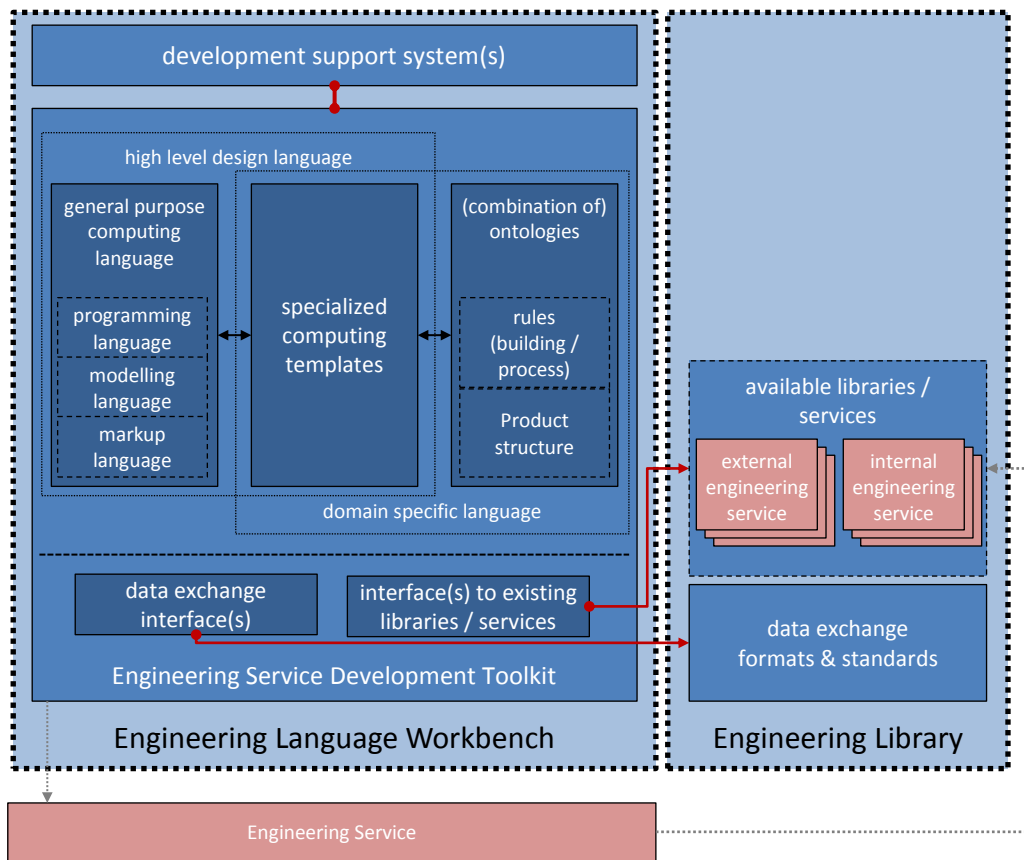 development support system(s)
high level design language
general purpose
computing
language
programming
language
modelling
language
markup
language
specialized
computing
templates
(combination of)
ontologies
rules
(building /
process)
Product
structure
domain specific language
data exchange
interface(s)
interface(s) to existing
libraries / services
Engineering Service Development Toolkit
Engineering Language Workbench
available libraries /
services
external
engineering
service
internal
engineering
service
data exchange
formats & standards
Engineering Library
Engineering Service